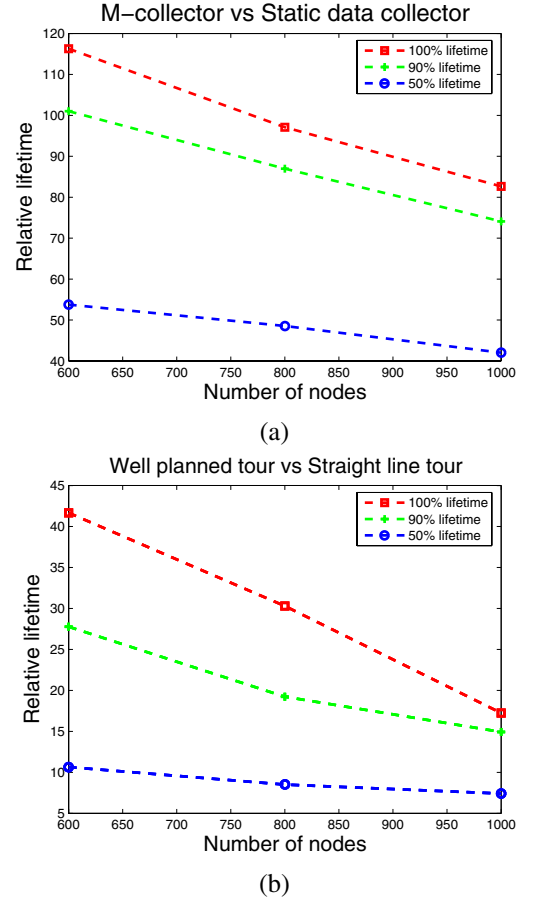 M-collector vs Static data collector
120
110
100
90
80
70
60
50
40
Relative lifetime
100% lifetime
90% lifetime
50% lifetime
600 650 700 750 800 850 900 950 1000
Number of nodes
(a)
Well planned tour vs Straight line tour
45
40
35
30
25
20
15
10
5
Relative lifetime
100% lifetime
90% lifetime
50% lifetime
600 650 700 750 800 850 900 950 1000
Number of nodes
(b)